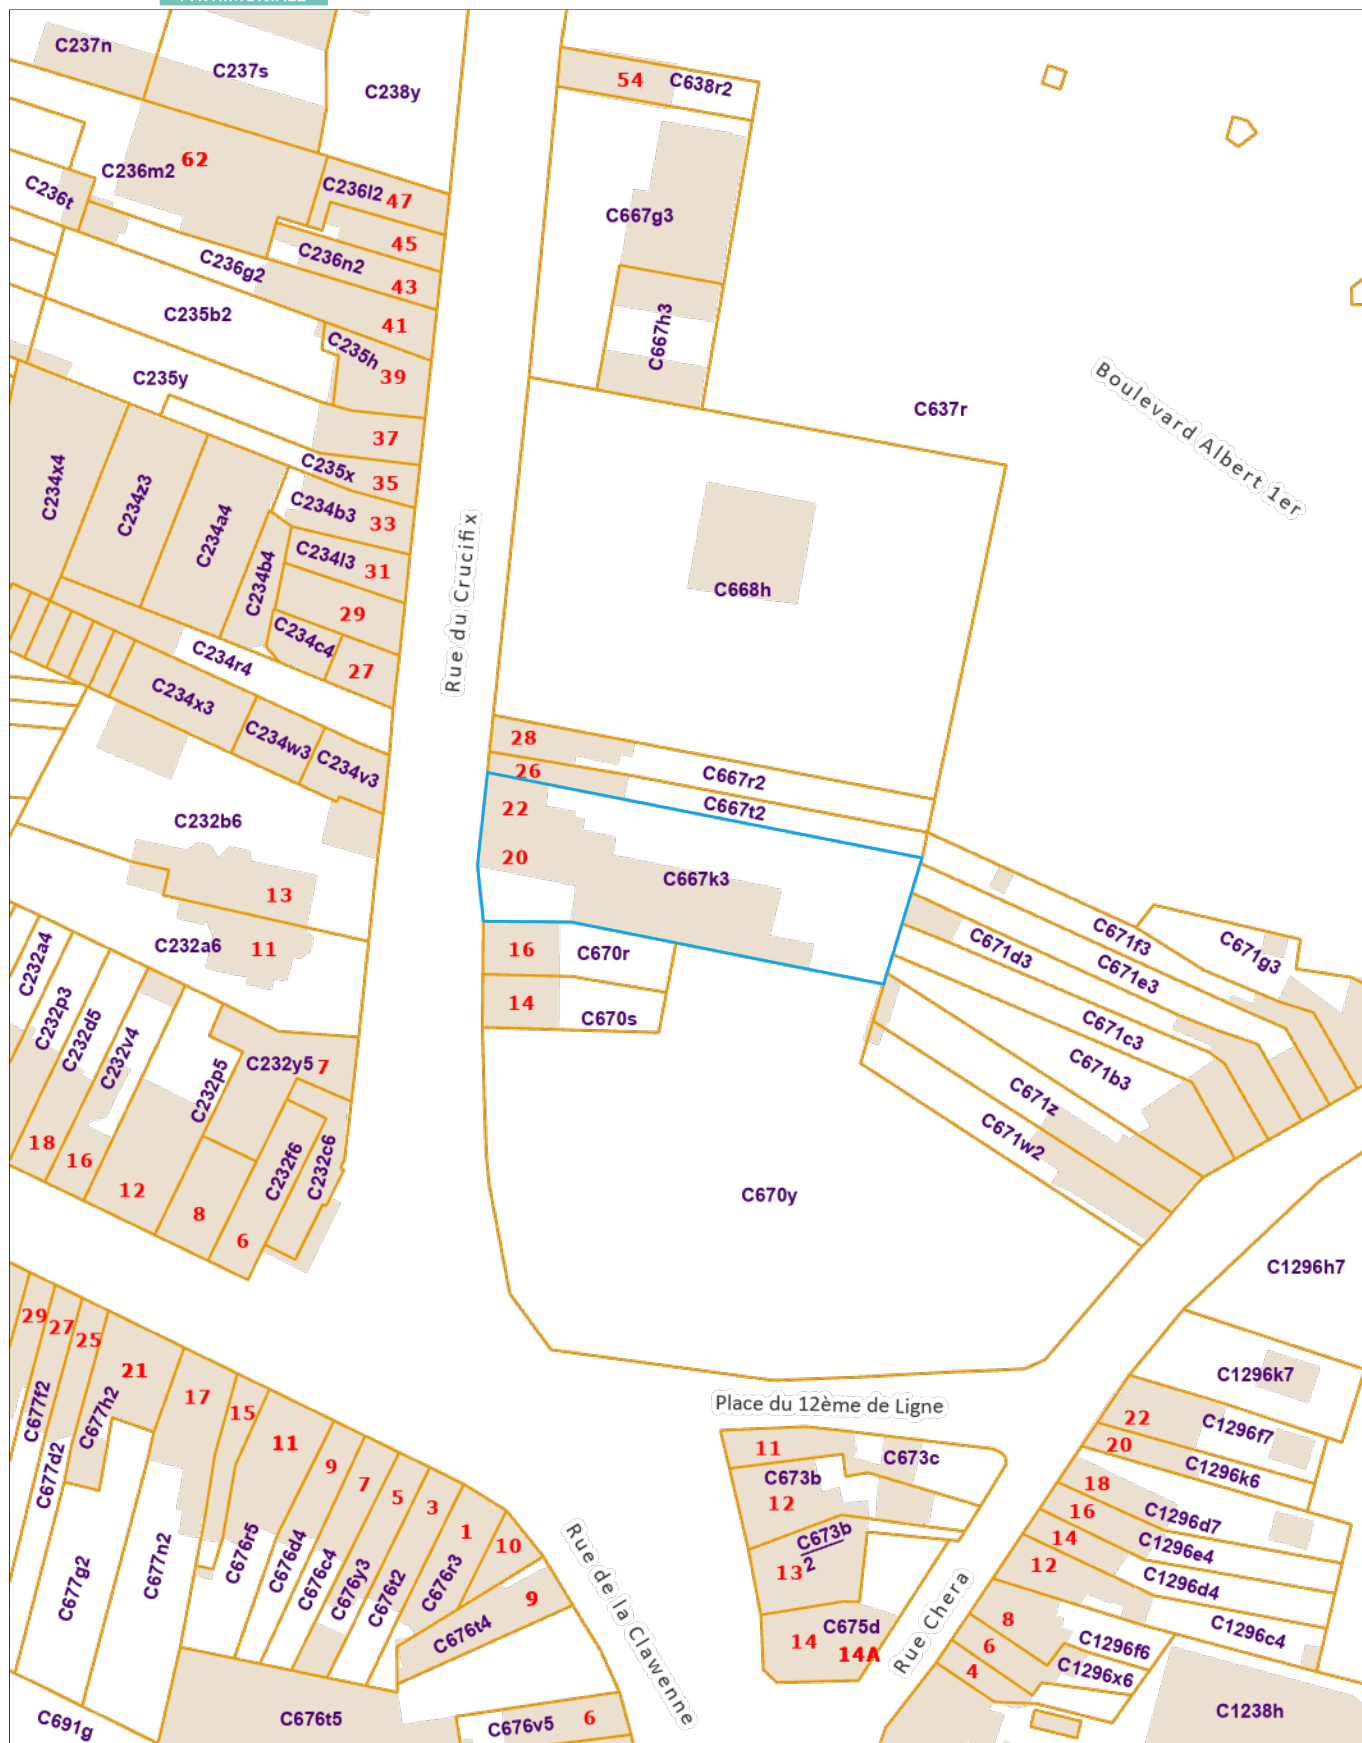 C237n
C237s
C238y
54
C638r2
62
C236m2
C236t
C236l2
47
C667g3
45
C236n2
C236g2
43
C235b2
41
C667h3
C235h
39
C235y
C637r
Boulevard Albert 1er
37
C235x
35
C234x4
C234z3
C234a4
C234b3
33
C234l3
31
C234b4
C668h
29
Rue du Crucifix
C234c4
C234r4
27
C234x3
C234w3
C234v3
28
26
C667r2
C667t2
22
C232b6
20
C667k3
13
C232a6
11
16
C670r
14
C670s
C671f3
C671g3
C671d3
C671e3
C671c3
C671b3
C671z
C671w2
C232a4
C232p3
C232d5
C232v4
C232p5
C232y5
7
C232f6
C232c6
18
16
12
8
6
C670y
C1296h7
29
27
25
21
17
15
11
9
7
5
3
1
10
C677f2
C677h2
C677d2
C677g2
C677n2
C676r5
C676d4
C676c4
C676y3
C676t2
C676r3
9
C676t4
Rue de la Clawenne
C691g
C676t5
C676v5
6
Place du 12ème de Ligne
11
C673b
C673c
12
C673b
2
13
C675d
14
14A
Rue Chera
C1296k7
22
C1296f7
20
C1296k6
18
C1296d7
16
C1296e4
14
C1296d4
12
C1296c4
8
C1296f6
6
C1296x6
4
C1238h